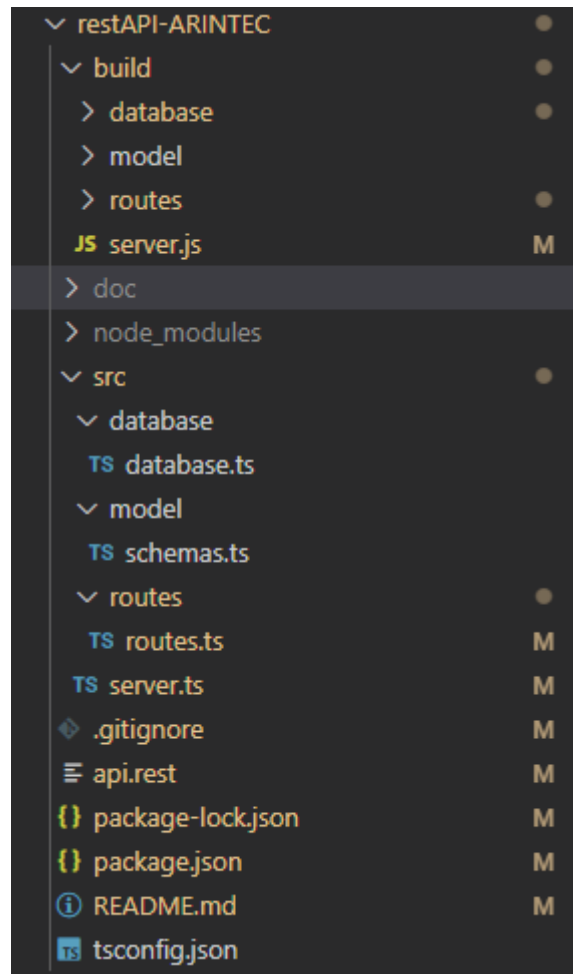 restAPI-ARINTEC
build
database
model
routes
JS server.js M
doc
node_modules
src
database
TS database.ts
model
TS schemas.ts
routes
TS routes.ts M
TS server.ts M
.gitignore M
api.rest M
{} package-lock.json M
{} package.json M
README.md M
TS tsconfig.json